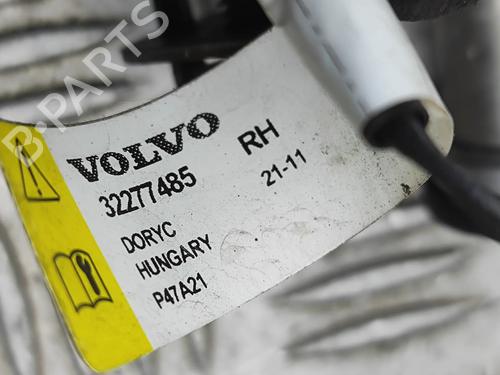 B-PARTS
VOLVO
RH
32277485
21-11
DORYC
HUNGARY
P47A21